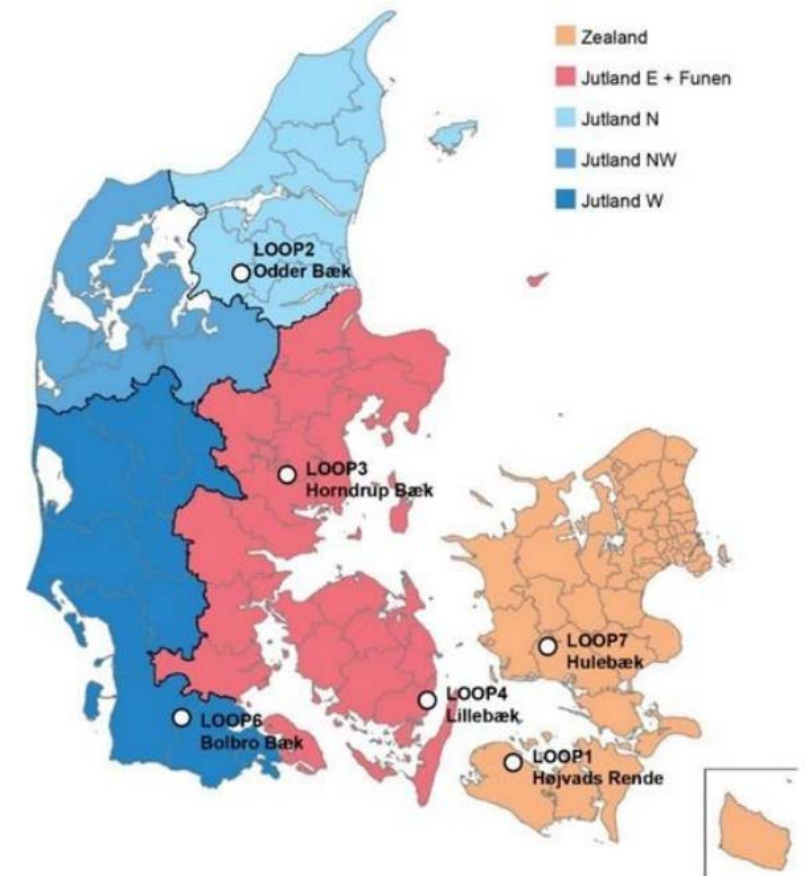 Zealand
Jutland E + Funen
Jutland N
Jutland NW
Jutland W
LOOP2
Odder Bæk
LOOP3
Horndrup Bæk
LOOP7
Hulebæk
LOOP4
Lillebæk
LOOP6
Bolbro Bæk
LOOP1
Højvads Rende